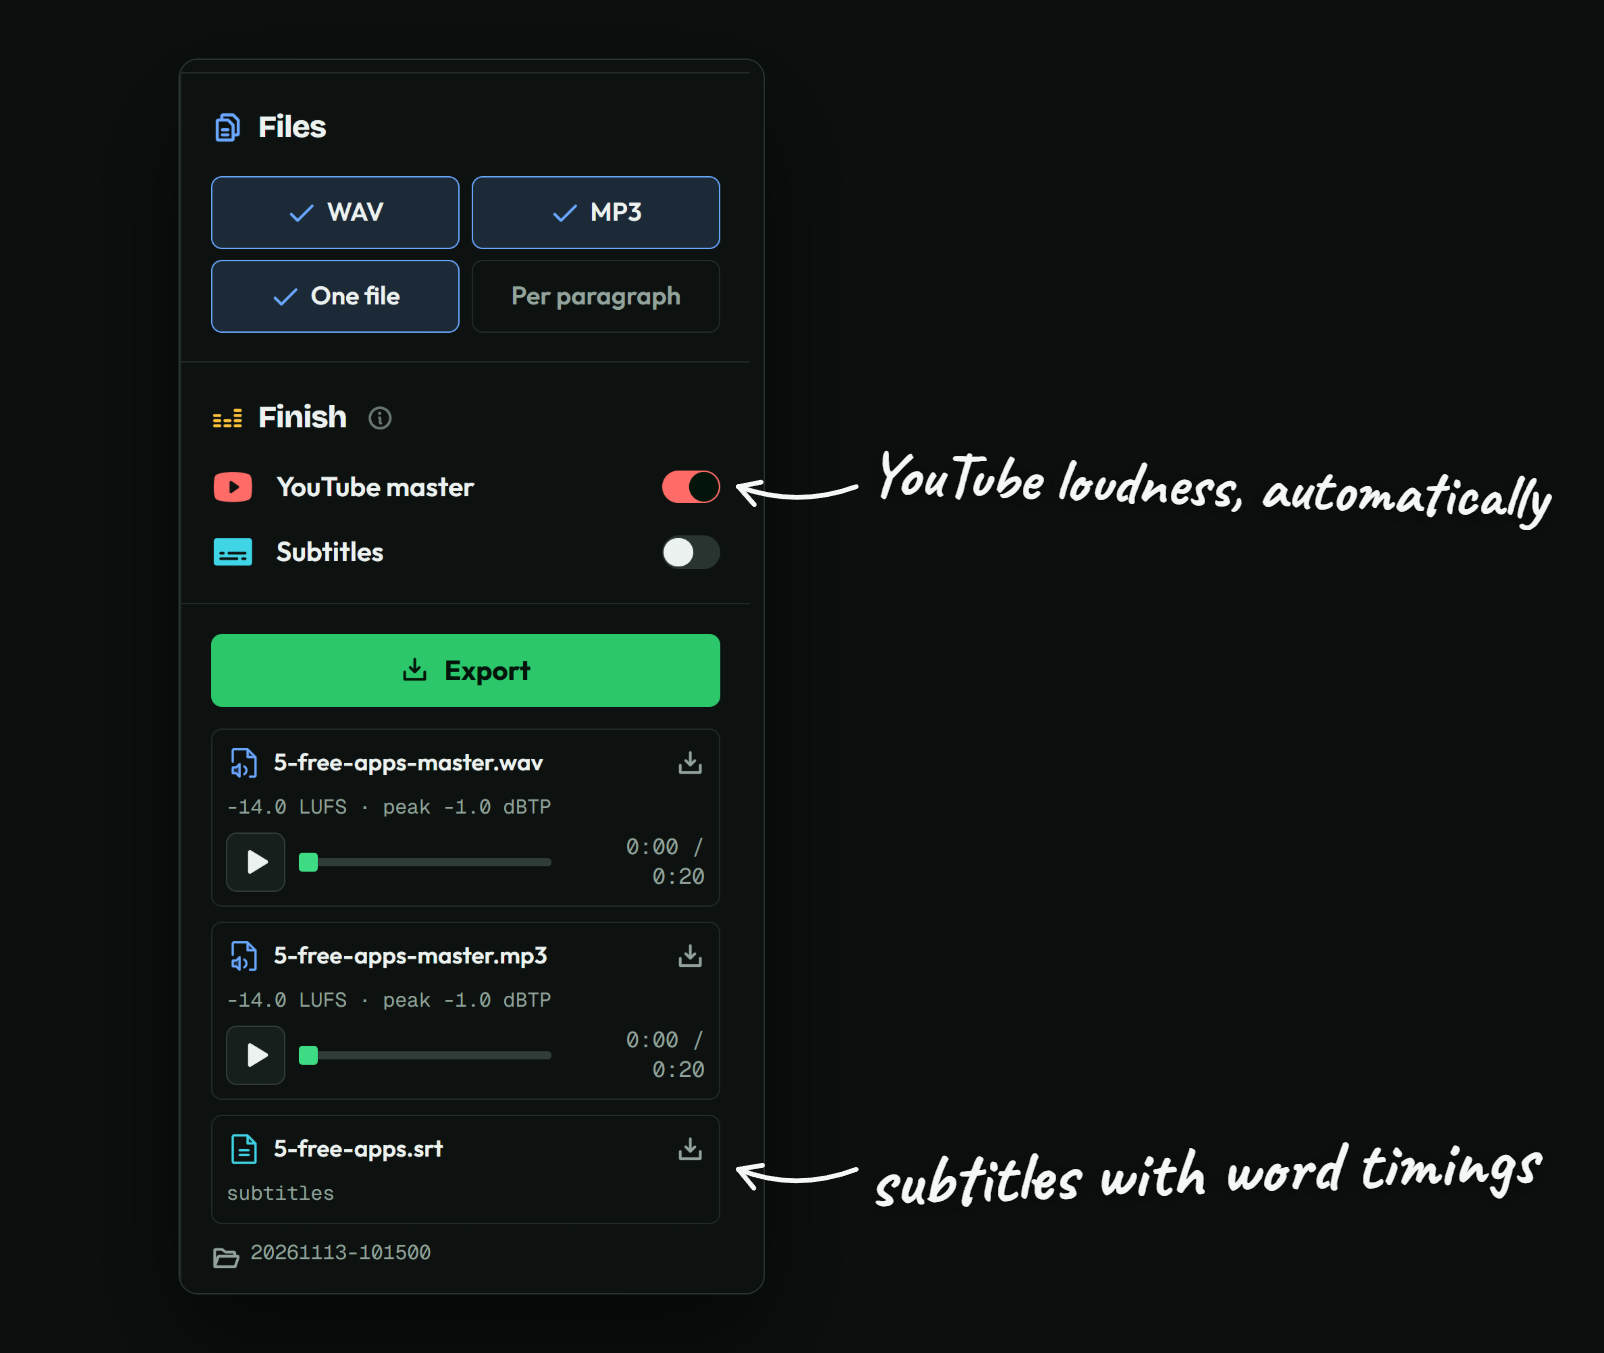 Files
WAV
MP3
One file
Per paragraph
Finish
YouTube master
YouTube loudness, automatically
Subtitles
Export
5-free-apps-master.wav
-14.0 LUFS · peak -1.0 dBTP
0:00 /
0:20
5-free-apps-master.mp3
-14.0 LUFS · peak -1.0 dBTP
0:00 /
0:20
5-free-apps.srt
subtitles with word timings
subtitles
20261113-101500